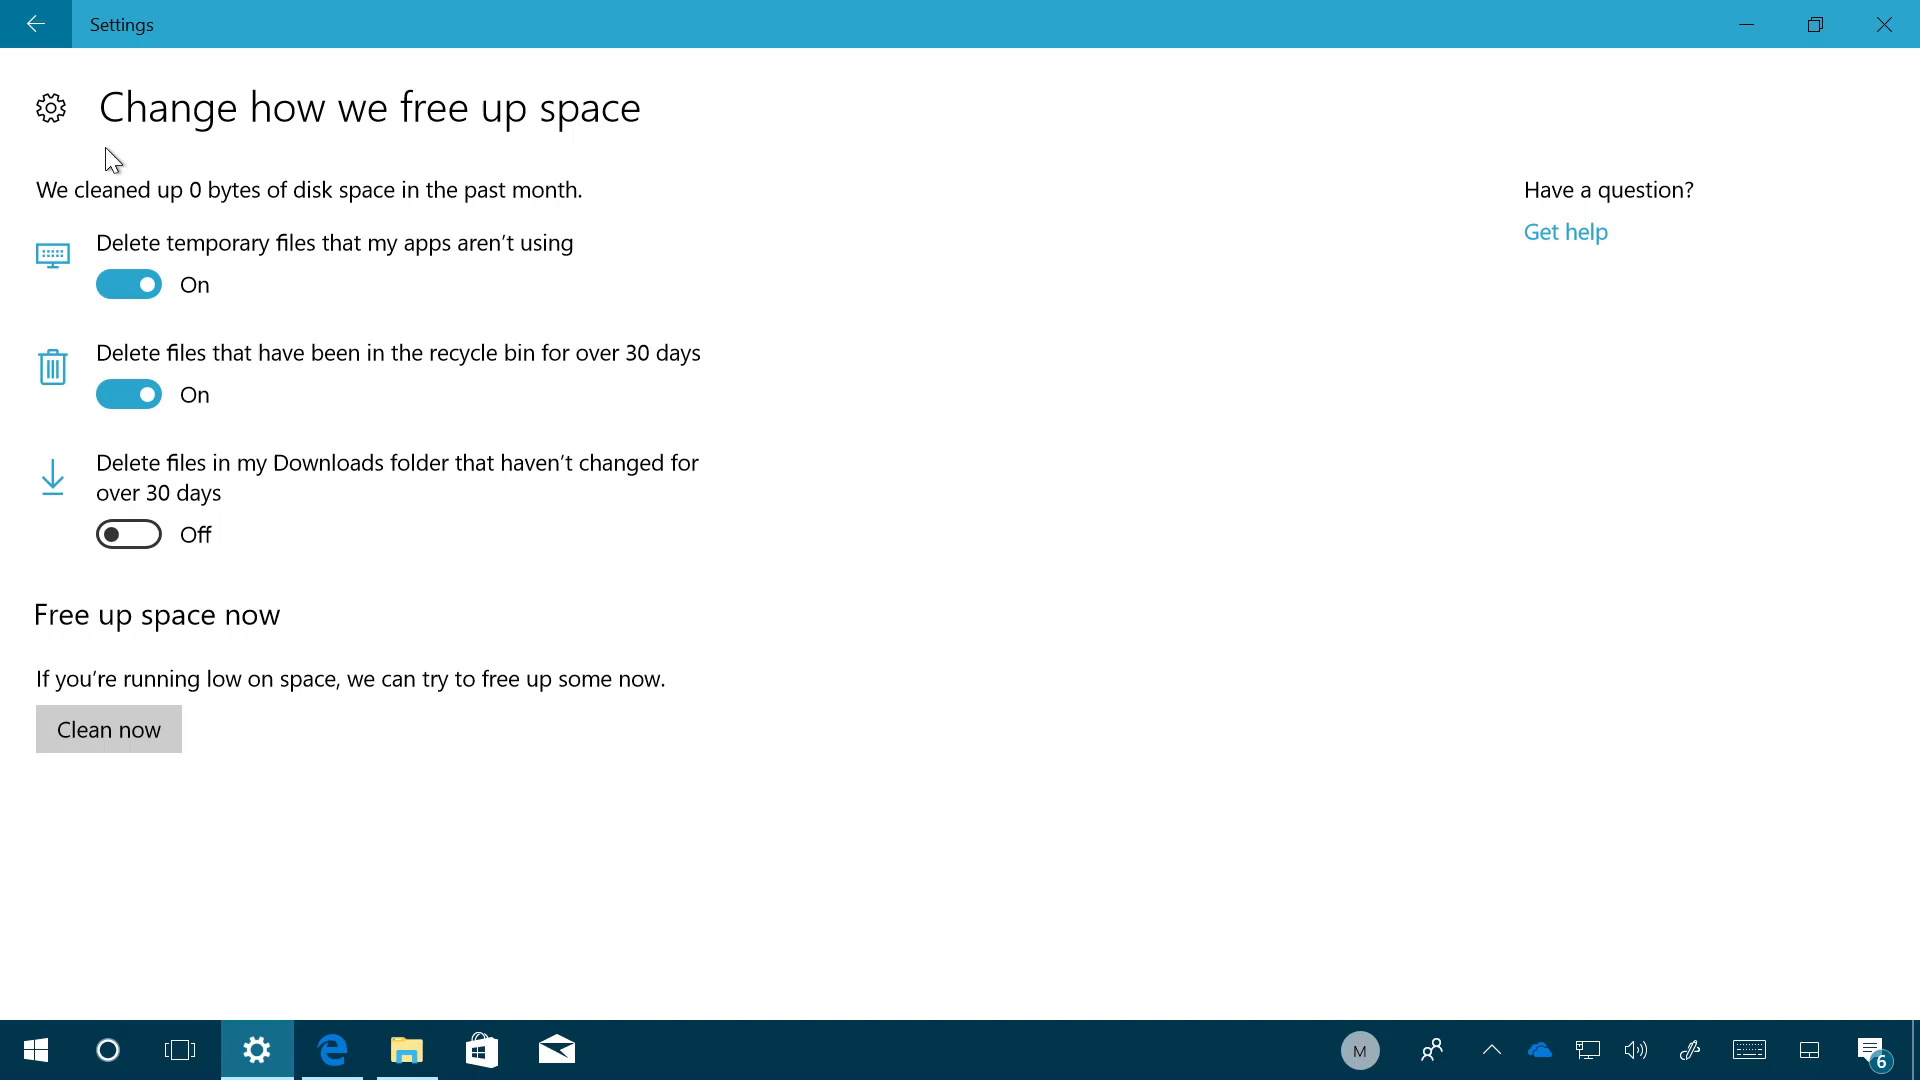 Settings
Change how we free up space
We cleaned up 0 bytes of disk space in the past month.
Have a question?
Get help
Delete temporary files that my apps aren’t using
On
Delete files that have been in the recycle bin for over 30 days
On
Delete files in my Downloads folder that haven’t changed for
over 30 days
Off
Free up space now
If you’re running low on space, we can try to free up some now.
Clean now
M
6